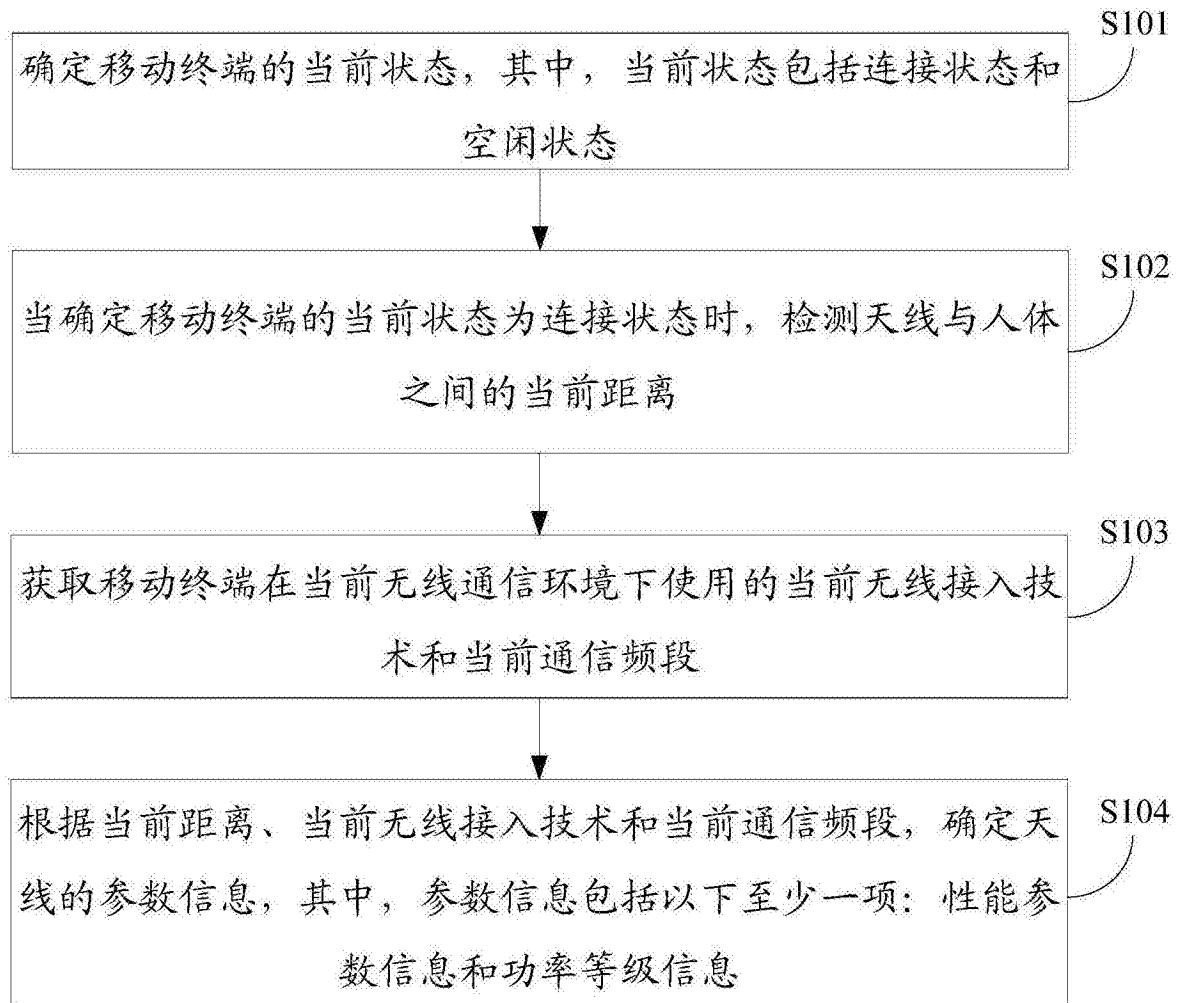 S101
确定移动终端的当前状态，其中，当前状态包括连接状态和
空闲状态
S102
当确定移动终端的当前状态为连接状态时，检测天线与人体
之间的当前距离
S103
获取移动终端在当前无线通信环境下使用的当前无线接入技
术和当前通信频段
S104
根据当前距离、当前无线接入技术和当前通信频段，确定天
线的参数信息，其中，参数信息包括以下至少一项：性能参
数信息和功率等级信息